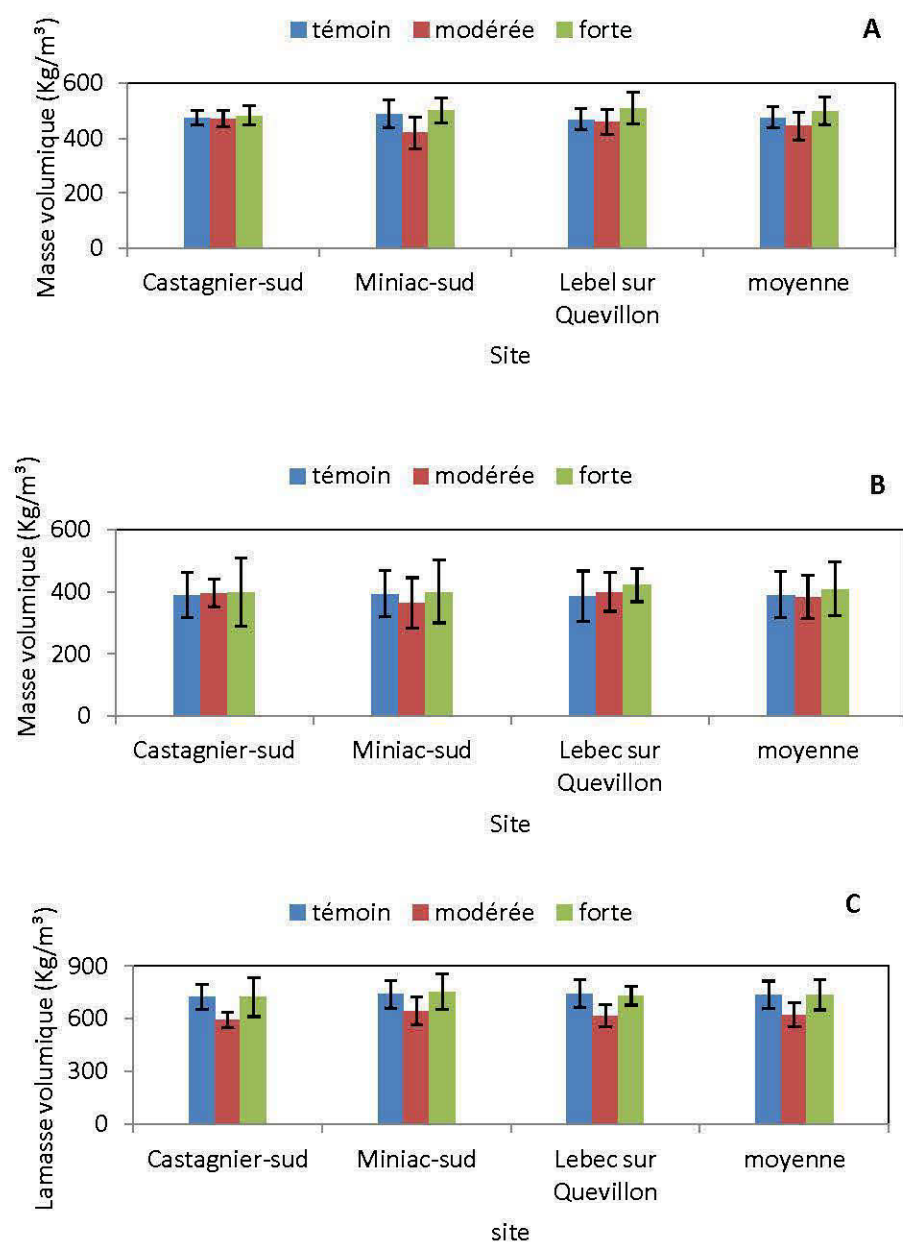 témoin modérée forte
A
Masse volumique (Kg/m³)
600
400
200
0
Castagnier-sud Miniac-sud Lebel sur Quevillon moyenne
Site
témoin modérée forte
B
Masse volumique (Kg/m³)
600
400
200
0
Castagnier-sud Miniac-sud Lebec sur Quevillon moyenne
Site
témoin modérée forte
C
Lamasse volumique (Kg/m³)
900
600
300
0
Castagnier-sud Miniac-sud Lebec sur Quevillon moyenne
site